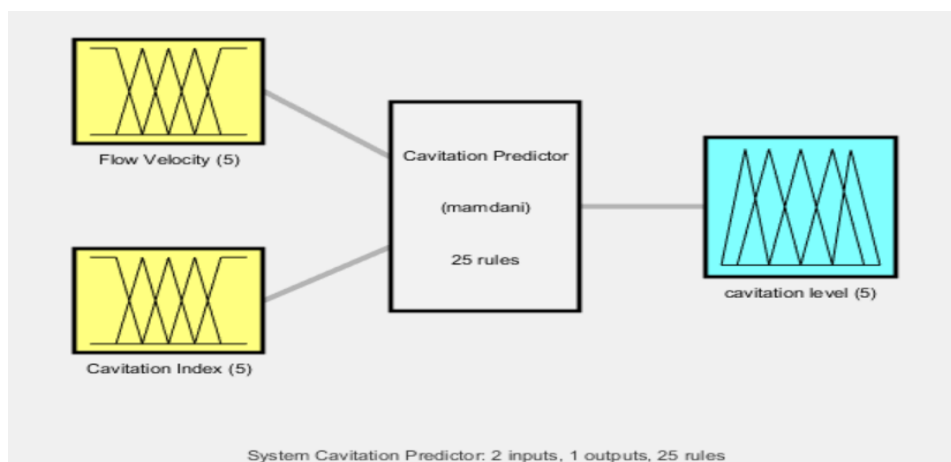 Flow Velocity (5)
Cavitation Index (5)
Cavitation Predictor
(mamdani)
25 rules
cavitation level (5)
System Cavitation Predictor: 2 inputs, 1 outputs, 25 rules